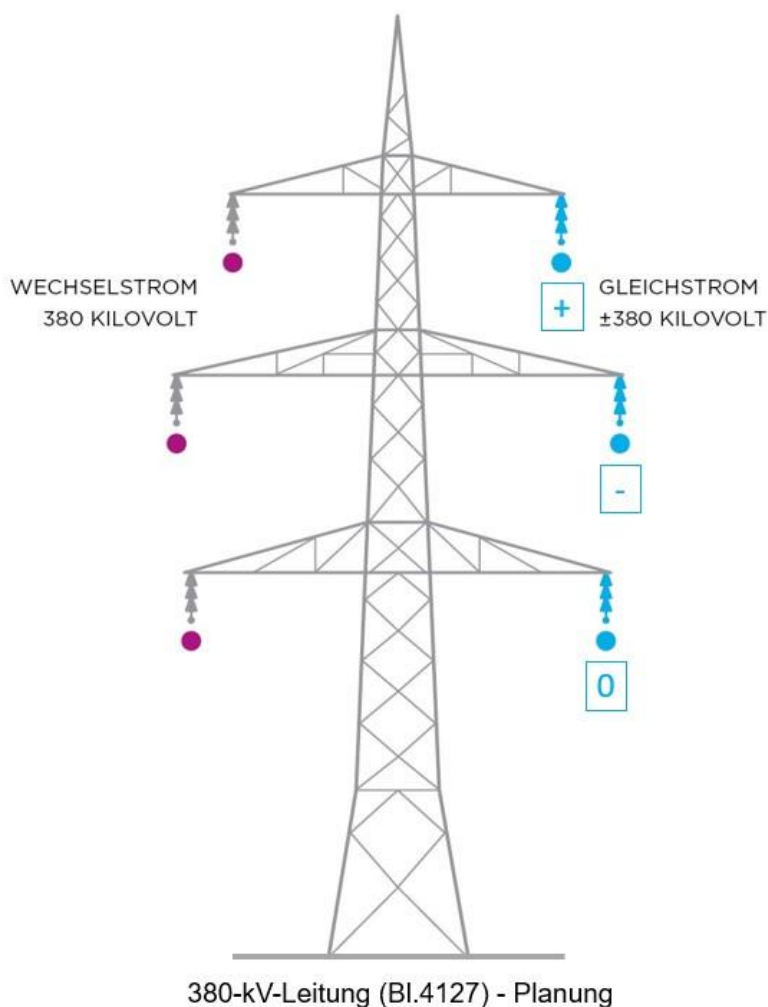 WECHSELSTROM
380 KILOVOLT
GLEICHSTROM
±380 KILOVOLT
+
-
0
380-kV-Leitung (Bl.4127) - Planung